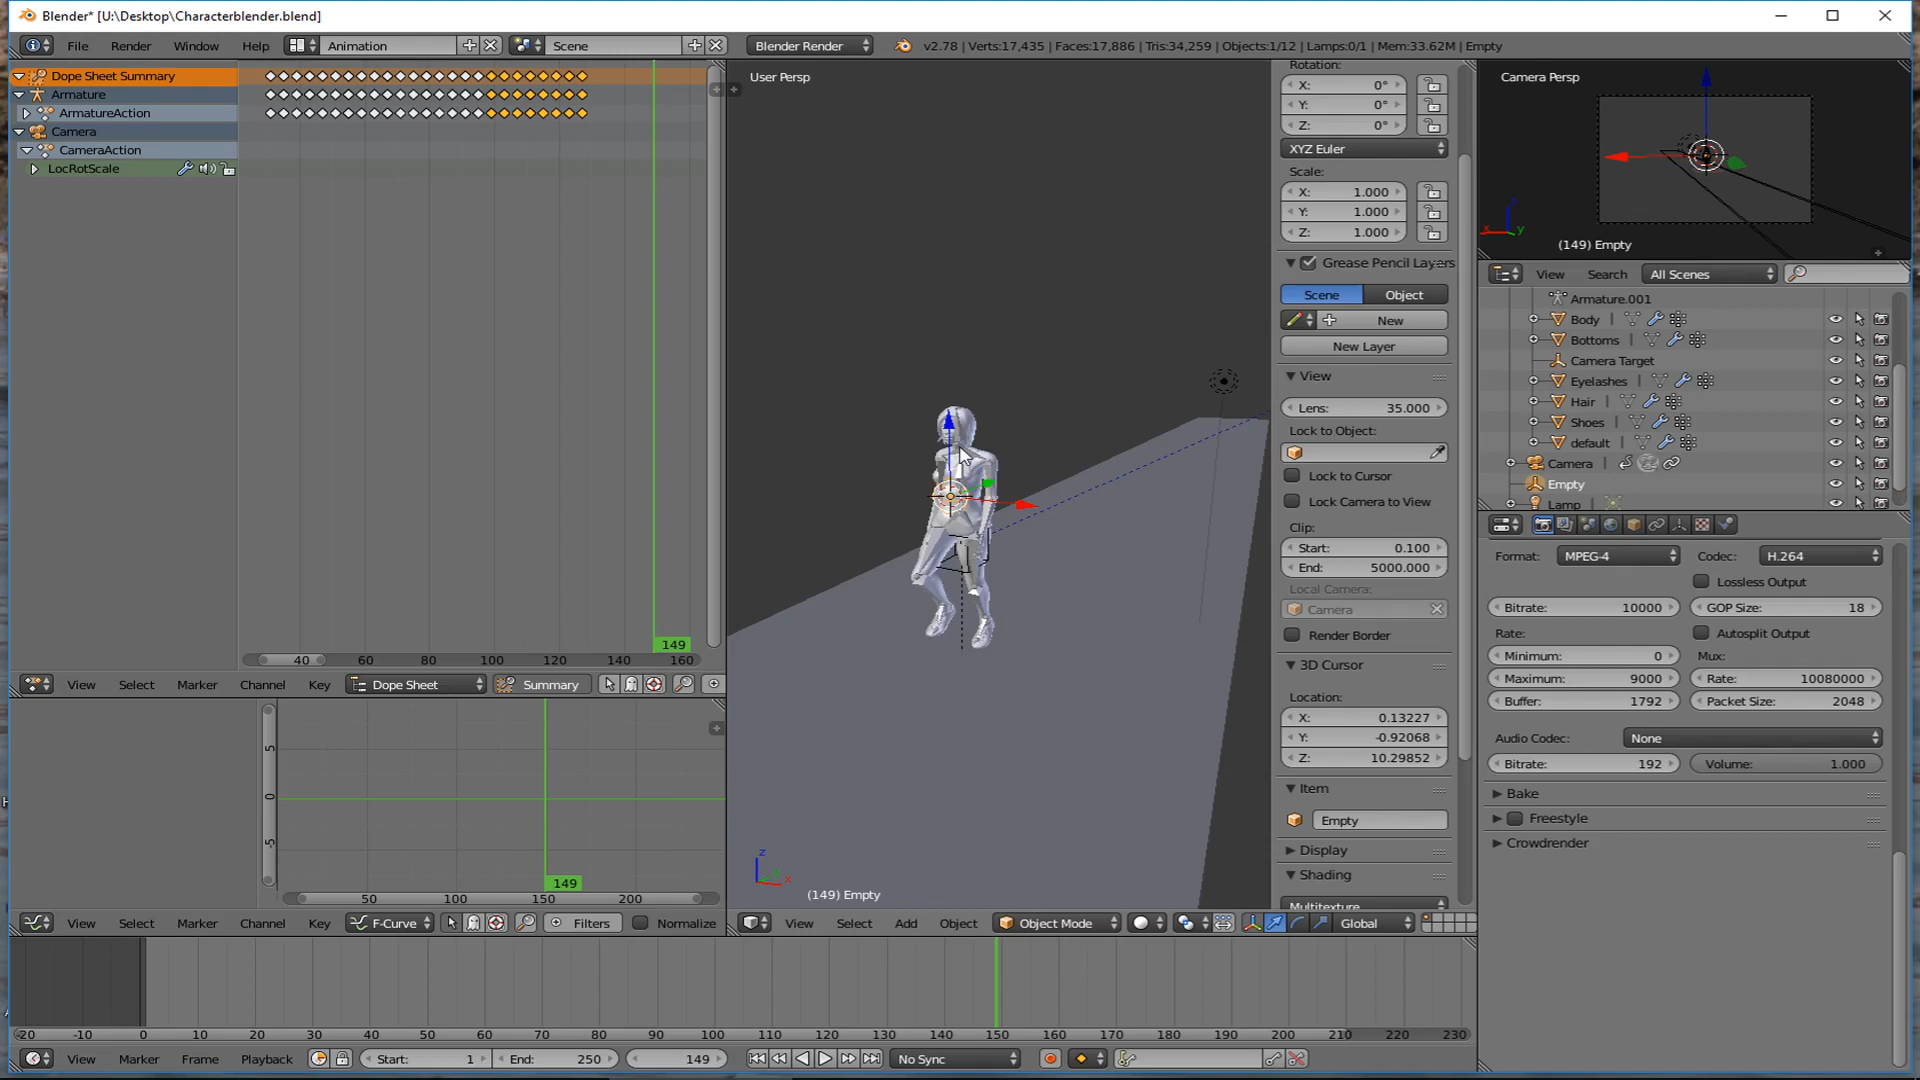 Blender* [U:\Desktop\Characterblender.blend]
File Render Window Help Animation Scene Blender Render v2.78 | Verts:17,435 | Faces:17,886 | Tris:34,259 | Objects:1/12 | Lamps:0/1 | Mem:33.62M | Empty
Dope Sheet Summary
Armature
ArmatureAction
Camera
CameraAction
LocRotScale
149
40 60 80 100 120 140 160
View Select Marker Channel Key Dope Sheet Summary
5
0
-5
149
50 100 150 200
View Select Marker Channel Key F-Curve Filters Normalize
User Persp
z
x
(149) Empty
View Select Add Object Object Mode Global
Rotation:
X: 0°
Y: 0°
Z: 0°
XYZ Euler
Scale:
X: 1.000
Y: 1.000
Z: 1.000
Grease Pencil Layers
Scene Object
New
New Layer
View
Lens: 35.000
Lock to Object:
Lock to Cursor
Lock Camera to View
Clip:
Start: 0.100
End: 5000.000
Local Camera:
Camera
Render Border
3D Cursor
Location:
X: 0.13227
Y: -0.92068
Z: 10.29852
Item
Empty
Display
Shading
Multitexture
Camera Persp
x y
(149) Empty
View Search All Scenes
Armature.001
Body
Bottoms
Camera Target
Eyelashes
Hair
Shoes
default
Camera
Empty
Lamp
Format: MPEG-4 Codec: H.264
Lossless Output
Bitrate: 10000 GOP Size: 18
Rate: Autosplit Output
Minimum: 0 Mux:
Maximum: 9000 Rate: 10080000
Buffer: 1792 Packet Size: 2048
Audio Codec: None
Bitrate: 192 Volume: 1.000
Bake
Freestyle
Crowdrender
-20 -10 0 10 20 30 40 50 60 70 80 90 100 110 120 130 140 150 160 170 180 190 200 210 220 230
View Marker Frame Playback Start: 1 End: 250 149 No Sync